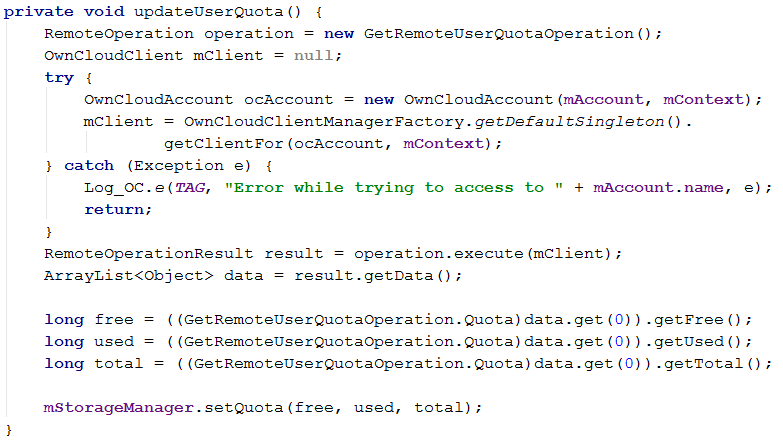 private void updateUserQuota() {
    RemoteOperation operation = new GetRemoteUserQuotaOperation();
    OwnCloudClient mClient = null;
    try {
        OwnCloudAccount ocAccount = new OwnCloudAccount(mAccount, mContext);
        mClient = OwnCloudClientManagerFactory.getDefaultSingleton().
                getClientFor(ocAccount, mContext);
    } catch (Exception e) {
        Log_OC.e(TAG, "Error while trying to access to " + mAccount.name, e);
        return;
    }
    RemoteOperationResult result = operation.execute(mClient);
    ArrayList<Object> data = result.getData();

    long free = ((GetRemoteUserQuotaOperation.Quota)data.get(0)).getFree();
    long used = ((GetRemoteUserQuotaOperation.Quota)data.get(0)).getUsed();
    long total = ((GetRemoteUserQuotaOperation.Quota)data.get(0)).getTotal();

    mStorageManager.setQuota(free, used, total);
}